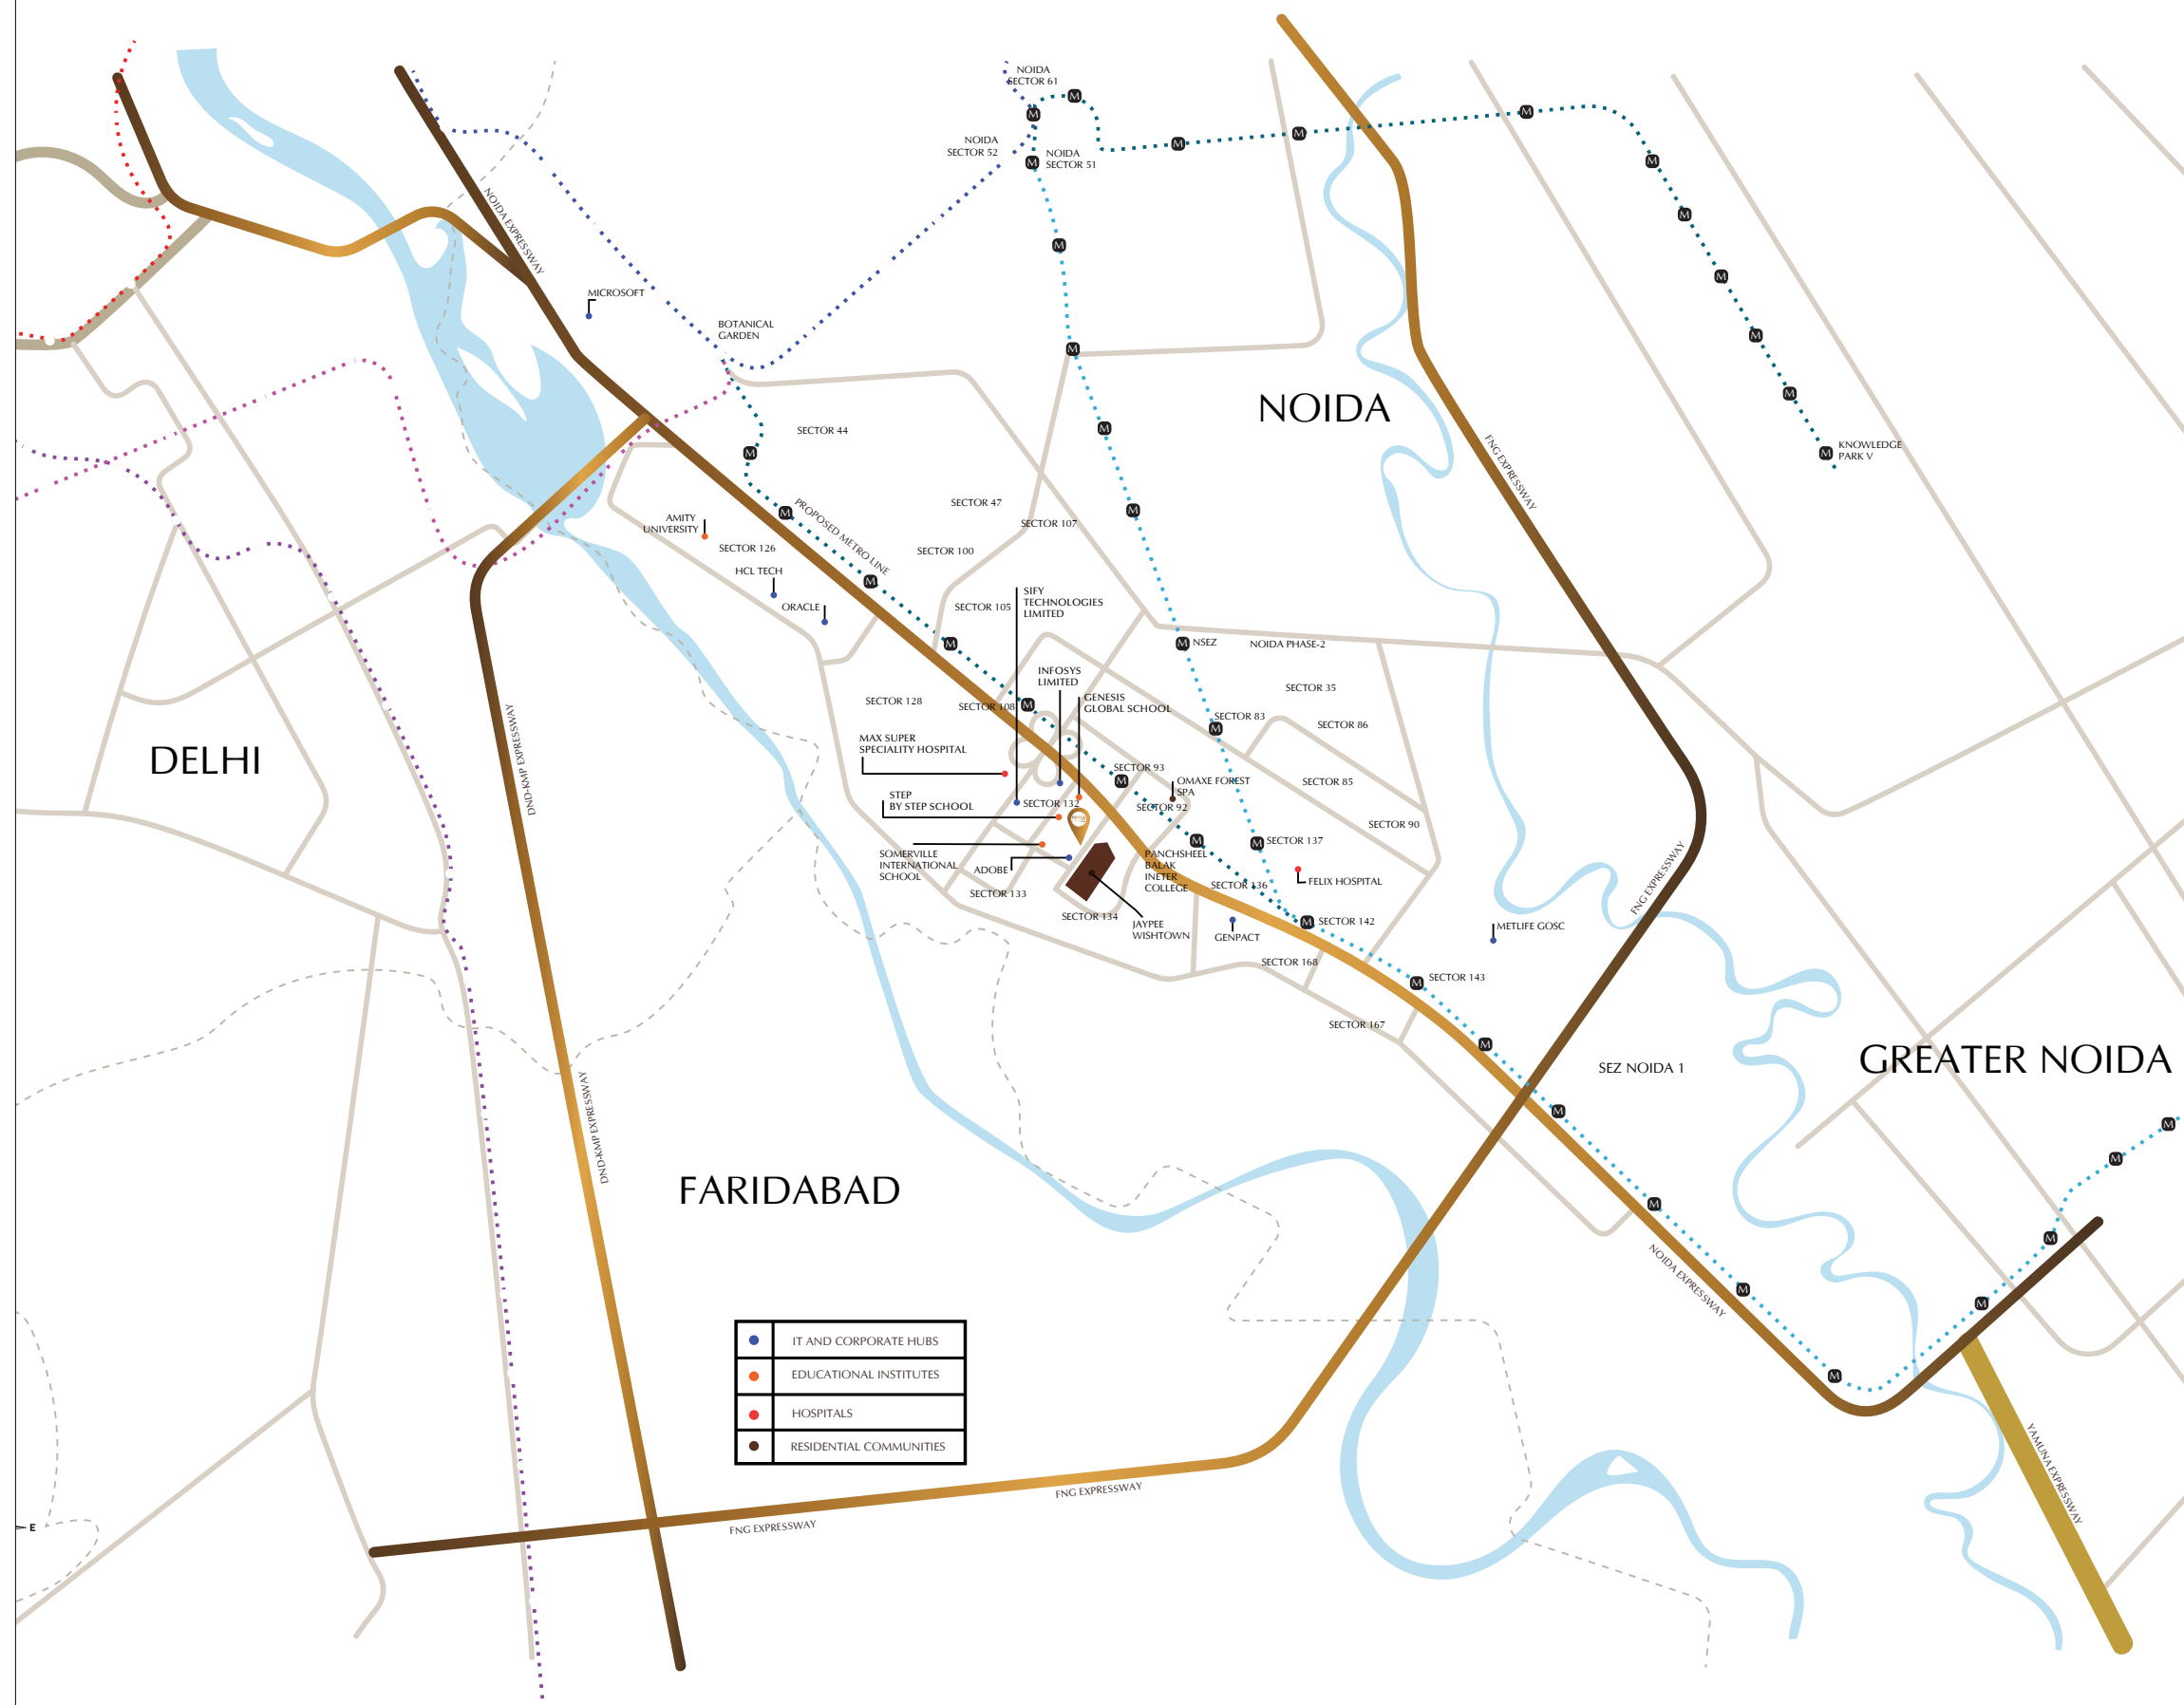 NOIDA
SECTOR 61
M
M
M
M
M
NOIDA
SECTOR 52
M
NOIDA
SECTOR 51
M
M
NOIDA EXPRESSWAY
M
M
MICROSOFT
BOTANICAL
GARDEN
M
M
M
NOIDA
M
SECTOR 44
M
KNOWLEDGE
PARK V
M
FNG EXPRESSWAY
SECTOR 47
PROPOSED METRO LINE
M
M
AMITY
UNIVERSITY
SECTOR 107
SECTOR 126
SECTOR 100
HCL TECH
M
ORACLE
SECTOR 105
SIFY
TECHNOLOGIES
LIMITED
M
M
NSEZ
NOIDA PHASE-2
INFOSYS
LIMITED
SECTOR 35
GENESIS
GLOBAL SCHOOL
SECTOR 128
SECTOR 108
M
SECTOR 83
M
SECTOR 86
MAX SUPER
SPECIALITY HOSPITAL
DELHI
DND-KMP EXPRESSWAY
SECTOR 93
M
OMAXE FOREST
SPA
SECTOR 85
STEP
BY STEP SCHOOL
SECTOR 132
SECTOR 92
SECTOR 90
M
M
SECTOR 137
SOMERVILLE
INTERNATIONAL
SCHOOL
ADOBE
PANCHSHEEL
BALAK
INETER
COLLEGE
SECTOR 136
FELIX HOSPITAL
FNG EXPRESSWAY
SECTOR 133
SECTOR 134
JAYPEE
WISHTOWN
GENPACT
M
SECTOR 142
METLIFE GOSC
SECTOR 168
M
SECTOR 143
SECTOR 167
M
SEZ NOIDA 1
GREATER NOIDA
DND-KMP EXPRESSWAY
M
M
M
FARIDABAD
M
M
NOIDA EXPRESSWAY
M
M
M
IT AND CORPORATE HUBS
EDUCATIONAL INSTITUTES
HOSPITALS
RESIDENTIAL COMMUNITIES
YAMUNA EXPRESSWAY
FNG EXPRESSWAY
FNG EXPRESSWAY
E